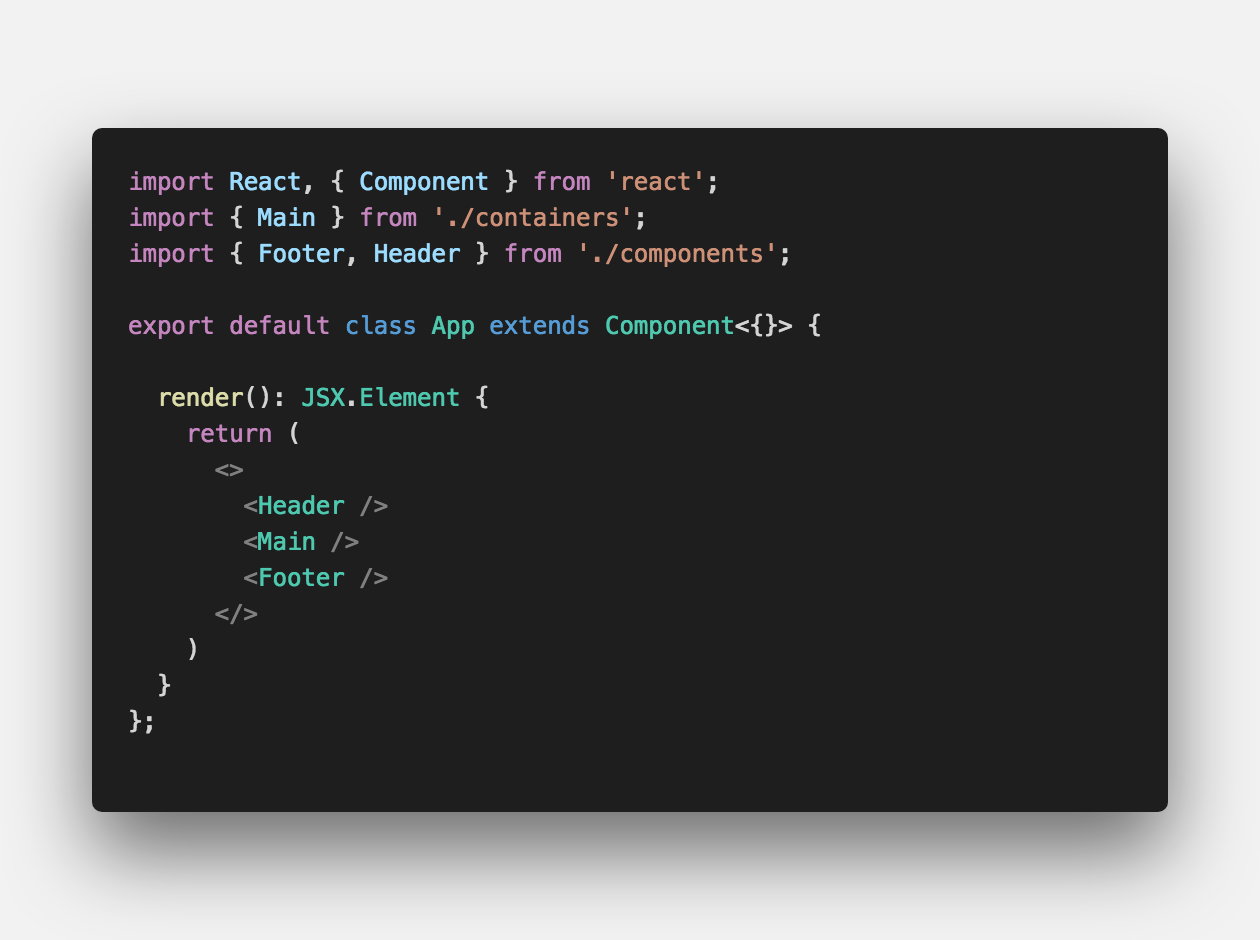 import React, { Component } from 'react';
import { Main } from './containers';
import { Footer, Header } from './components';

export default class App extends Component<{}> {

  render(): JSX.Element {
    return (
      <>
        <Header />
        <Main />
        <Footer />
      </>
    )
  }
};